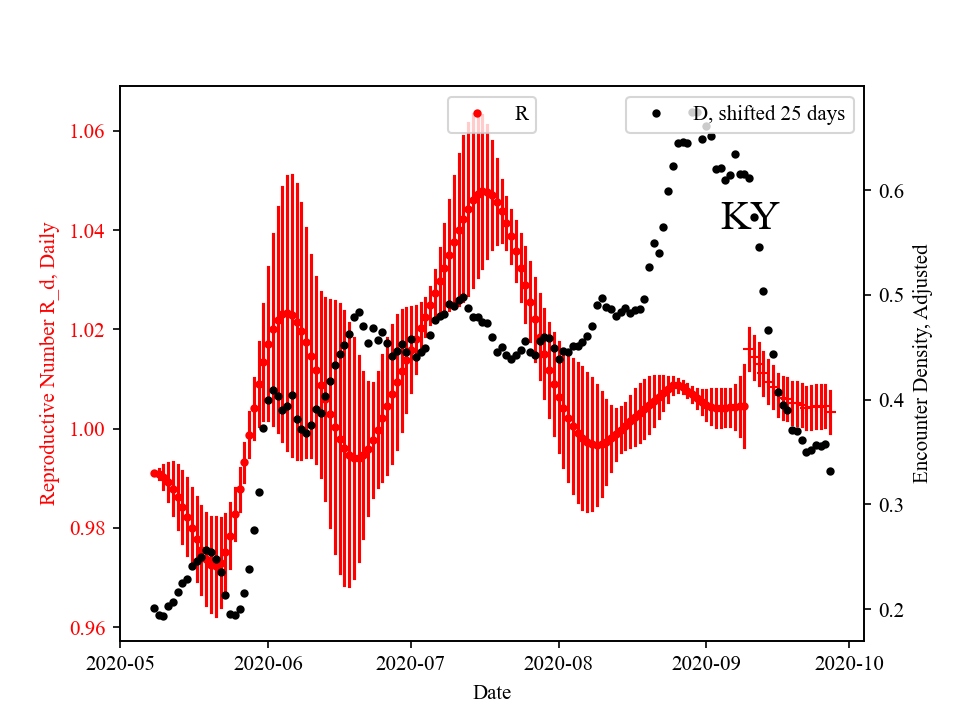 R
D, shifted 25 days
KY
1.06
1.04
1.02
1.00
0.98
0.96
0.6
0.5
0.4
0.3
0.2
Reproductive Number R_d, Daily
Encounter Density, Adjusted
2020-05
2020-06
2020-07
2020-08
2020-09
2020-10
Date